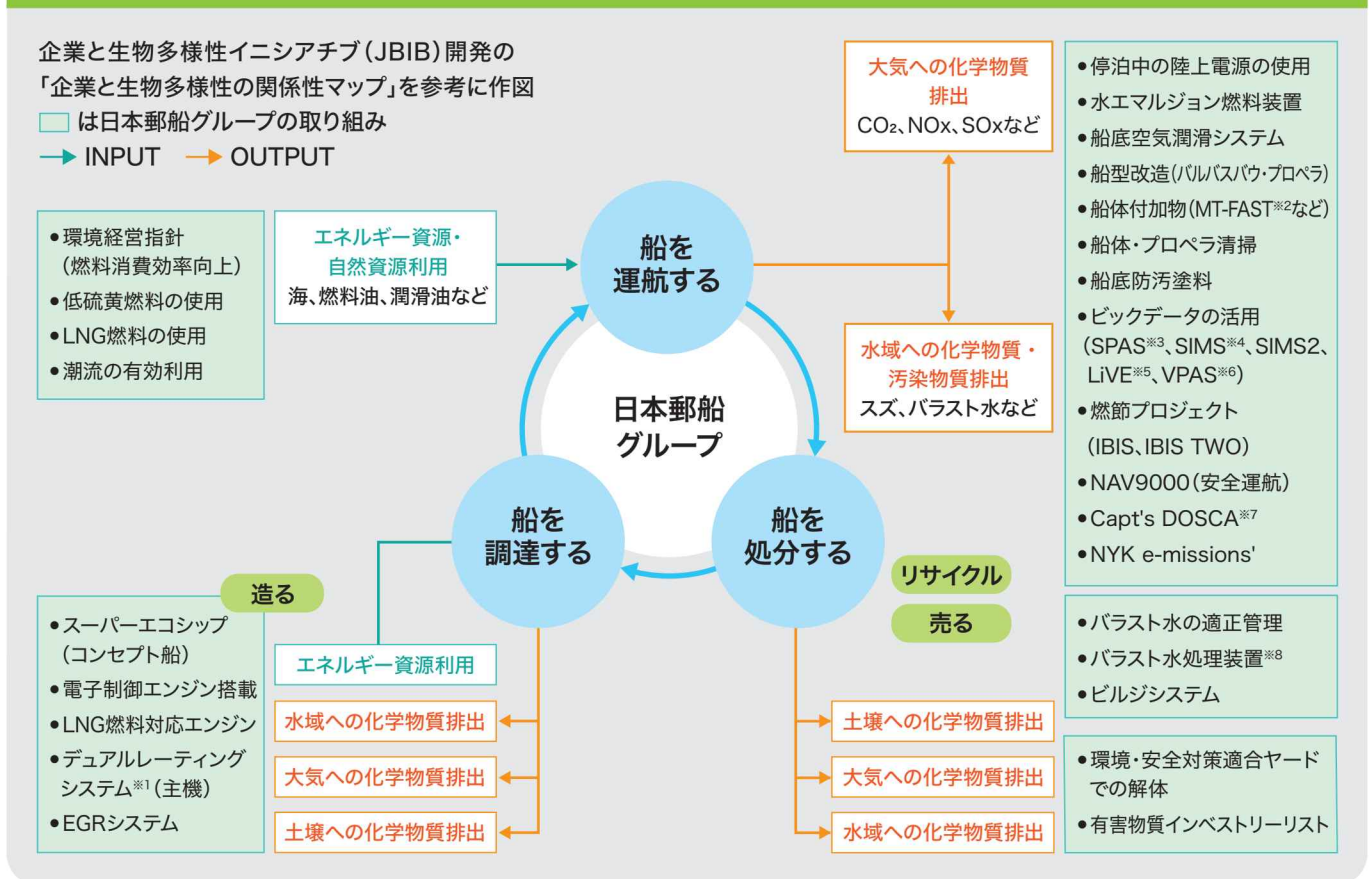 企業と生物多様性イニシアチブ（JBIB）開発の
「企業と生物多様性の関係性マップ」を参考に作図
は日本郵船グループの取り組み
INPUT OUTPUT
•環境経営指針
（燃料消費効率向上）
•低硫黄燃料の使用
•LNG燃料の使用
•潮流の有効利用
エネルギー資源・
自然資源利用
海、燃料油、潤滑油など
船を
運航する
大気への化学物質
排出
CO₂、NOx、SOxなど
水域への化学物質・
汚染物質排出
スズ、バラスト水など
•停泊中の陸上電源の使用
•水エマルジョン燃料装置
•船底空気潤滑システム
•船型改造（バルバスバウ・プロペラ）
•船体付加物（MT-FAST※2など）
•船体・プロペラ清掃
•船底防汚塗料
•ビックデータの活用
（SPAS※3、SIMS※4、SIMS2、
LiVE※5、VPAS※6）
•燃節プロジェクト
（IBIS、IBIS TWO）
•NAV9000（安全運航）
•Capt's DOSCA※7
•NYK e-missions'
日本郵船
グループ
船を
調達する
船を
処分する
リサイクル
売る
造る
•スーパーエコシップ
（コンセプト船）
•電子制御エンジン搭載
•LNG燃料対応エンジン
•デュアルレーティング
システム※1（主機）
•EGRシステム
エネルギー資源利用
水域への化学物質排出
大気への化学物質排出
土壌への化学物質排出
土壌への化学物質排出
大気への化学物質排出
水域への化学物質排出
•バラスト水の適正管理
•バラスト水処理装置※8
•ビルジシステム
•環境・安全対策適合ヤード
での解体
•有害物質インベストリーリスト